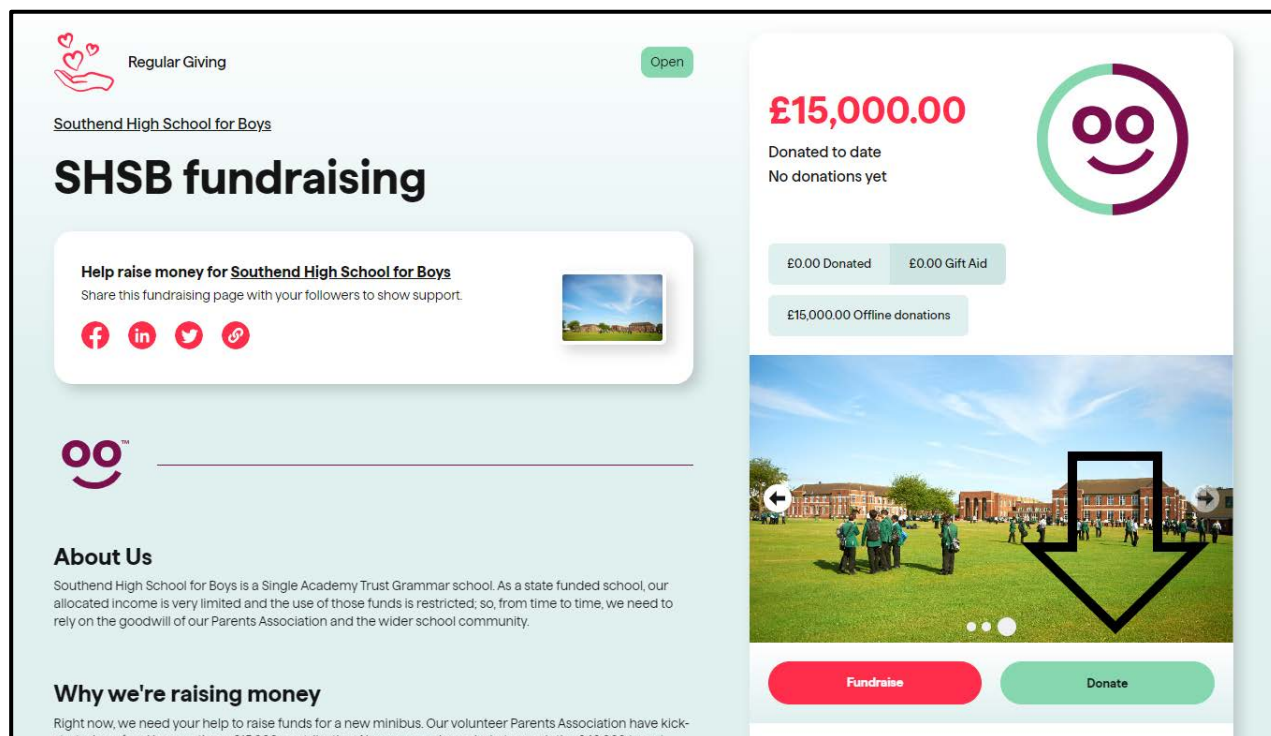 Regular Giving
Open
Southend High School for Boys
SHSB fundraising
Help raise money for Southend High School for Boys
Share this fundraising page with your followers to show support.
About Us
Southend High School for Boys is a Single Academy Trust Grammar school. As a state funded school, our
allocated income is very limited and the use of those funds is restricted; so, from time to time, we need to
rely on the goodwill of our Parents Association and the wider school community.
Why we're raising money
Right now, we need your help to raise funds for a new minibus. Our volunteer Parents Association have kick-
£15,000.00
Donated to date
No donations yet
£0.00 Donated
£0.00 Gift Aid
£15,000.00 Offline donations
Fundraise
Donate